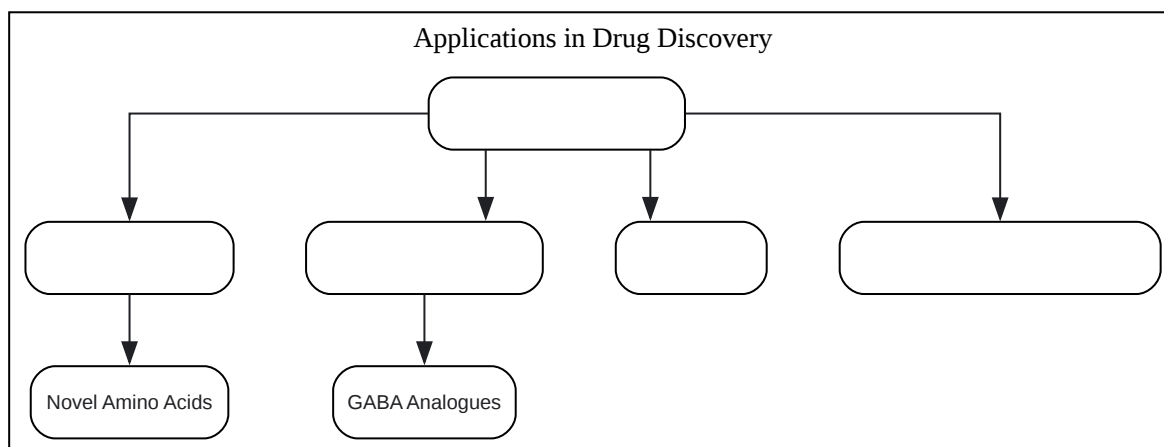 Applications in Drug Discovery
Novel Amino Acids
GABA Analogues